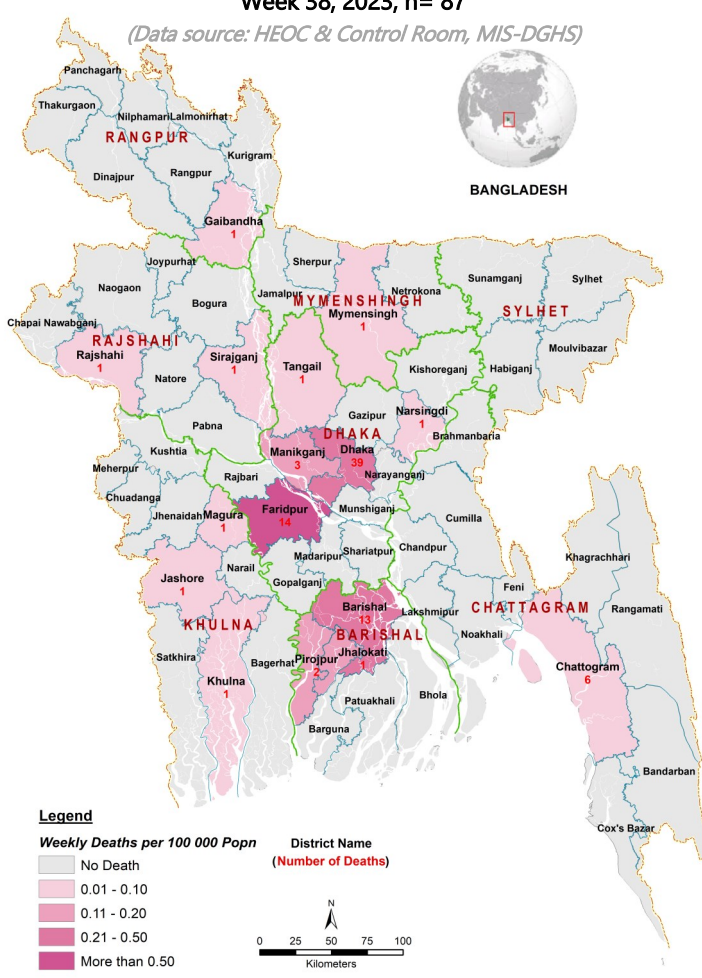 Week 38, 2023, n= 87
(Data source: HEOC & Control Room, MIS-DGHS)
BANGLADESH
Panchagarh
Thakurgaon
Nilphamari
Lalmonirhat
RANGPUR
Kurigram
Dinajpur
Rangpur
Gaibandha
1
Joypurhat
Sherpur
Sunamganj
Sylhet
Naogaon
Jamalpur
Netrokona
Bogura
MYMENSINGH
SYLHET
Mymensingh
1
Chapai Nawabganj
RAJSHAHI
Rajshahi
1
Sirajganj
1
Tangail
1
Kishoreganj
Habiganj
Moulvibazar
Natore
Gazipur
Narsingdi
1
Pabna
DHAKA
Brahmanbaria
Kushtia
Manikganj
3
Dhaka
39
Meherpur
Rajbari
Narayanganj
Chuadanga
Jhenaidah
Magura
1
Faridpur
14
Munshiganj
Cumilla
Madaripur
Shariatpur
Chandpur
Khagrachhari
Narail
Gopalganj
Jashore
1
Feni
Barishal
13
Lakshmipur
CHATTAGRAM
Rangamati
KHULNA
BARISHAL
Noakhali
Satkhira
Bagerhat
Pirojpur
2
Jhalokati
1
Chattogram
6
Khulna
1
Patuakhali
Bhola
Barguna
Bandarban
Cox's Bazar
Legend
Weekly Deaths per 100 000 Popn
No Death
0.01 - 0.10
0.11 - 0.20
0.21 - 0.50
More than 0.50
District Name
(Number of Deaths)
N
0 25 50 75 100
Kilometers